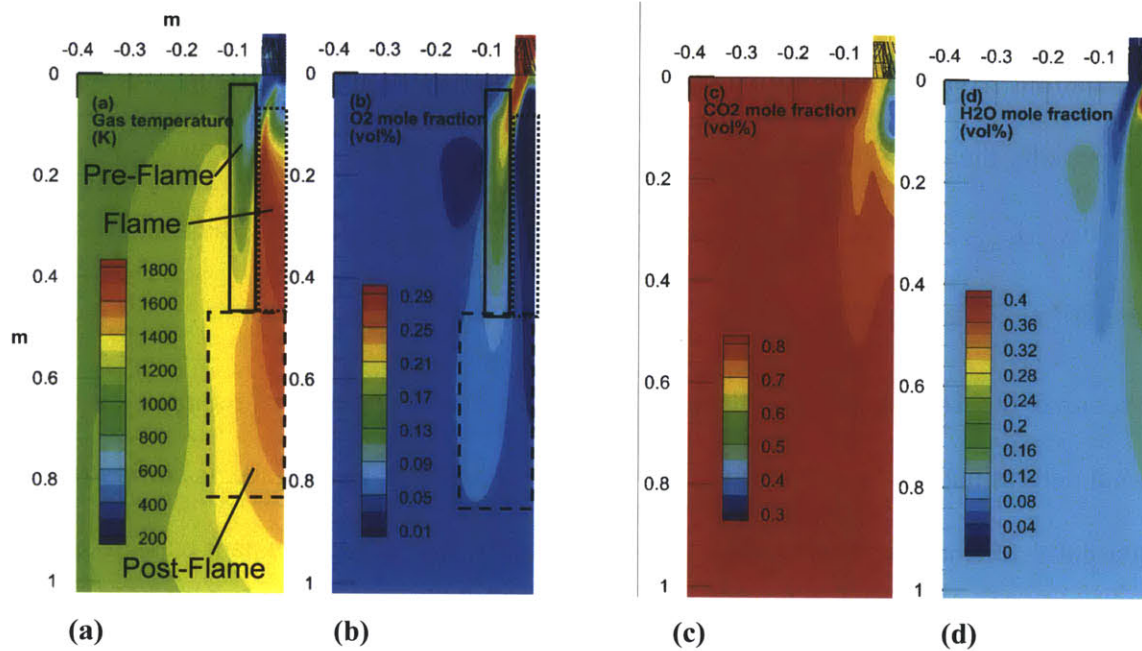 m
-0.4 -0.3 -0.2 -0.1
0
0.2
0.4
m
0.6
0.8
1
(a)
Gas temperature
(K)
Pre-Flame
Flame
1800
1600
1400
1200
1000
800
600
400
200
Post-Flame
(a)
-0.4 -0.3 -0.2 -0.1
0
0.2
0.4
0.6
0.8
1
(b)
O2 mole fraction
(vol%)
0.29
0.25
0.21
0.17
0.13
0.09
0.05
0.01
(b)
-0.4 -0.3 -0.2 -0.1
0
0.2
0.4
0.6
0.8
1
(c)
CO2 mole fraction
(vol%)
0.8
0.7
0.6
0.5
0.4
0.3
(c)
-0.4 -0.3 -0.2 -0.1
0
0.2
0.4
0.6
0.8
1
(d)
H2O mole fraction
(vol%)
0.4
0.36
0.32
0.28
0.24
0.2
0.16
0.12
0.08
0.04
0
(d)